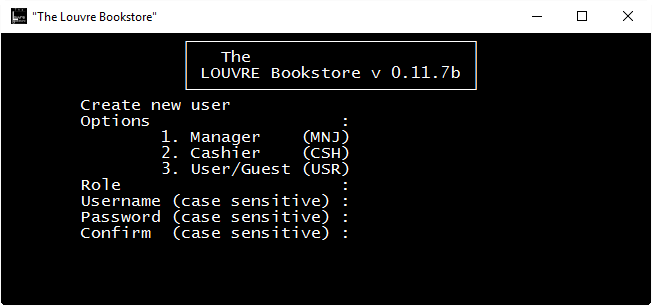 "The Louvre Bookstore"
The
LOUVRE Bookstore v 0.11.7b
Create new user
Options :
1. Manager (MNJ)
2. Cashier (CSH)
3. User/Guest (USR)
Role :
Username (case sensitive) :
Password (case sensitive) :
Confirm (case sensitive) :